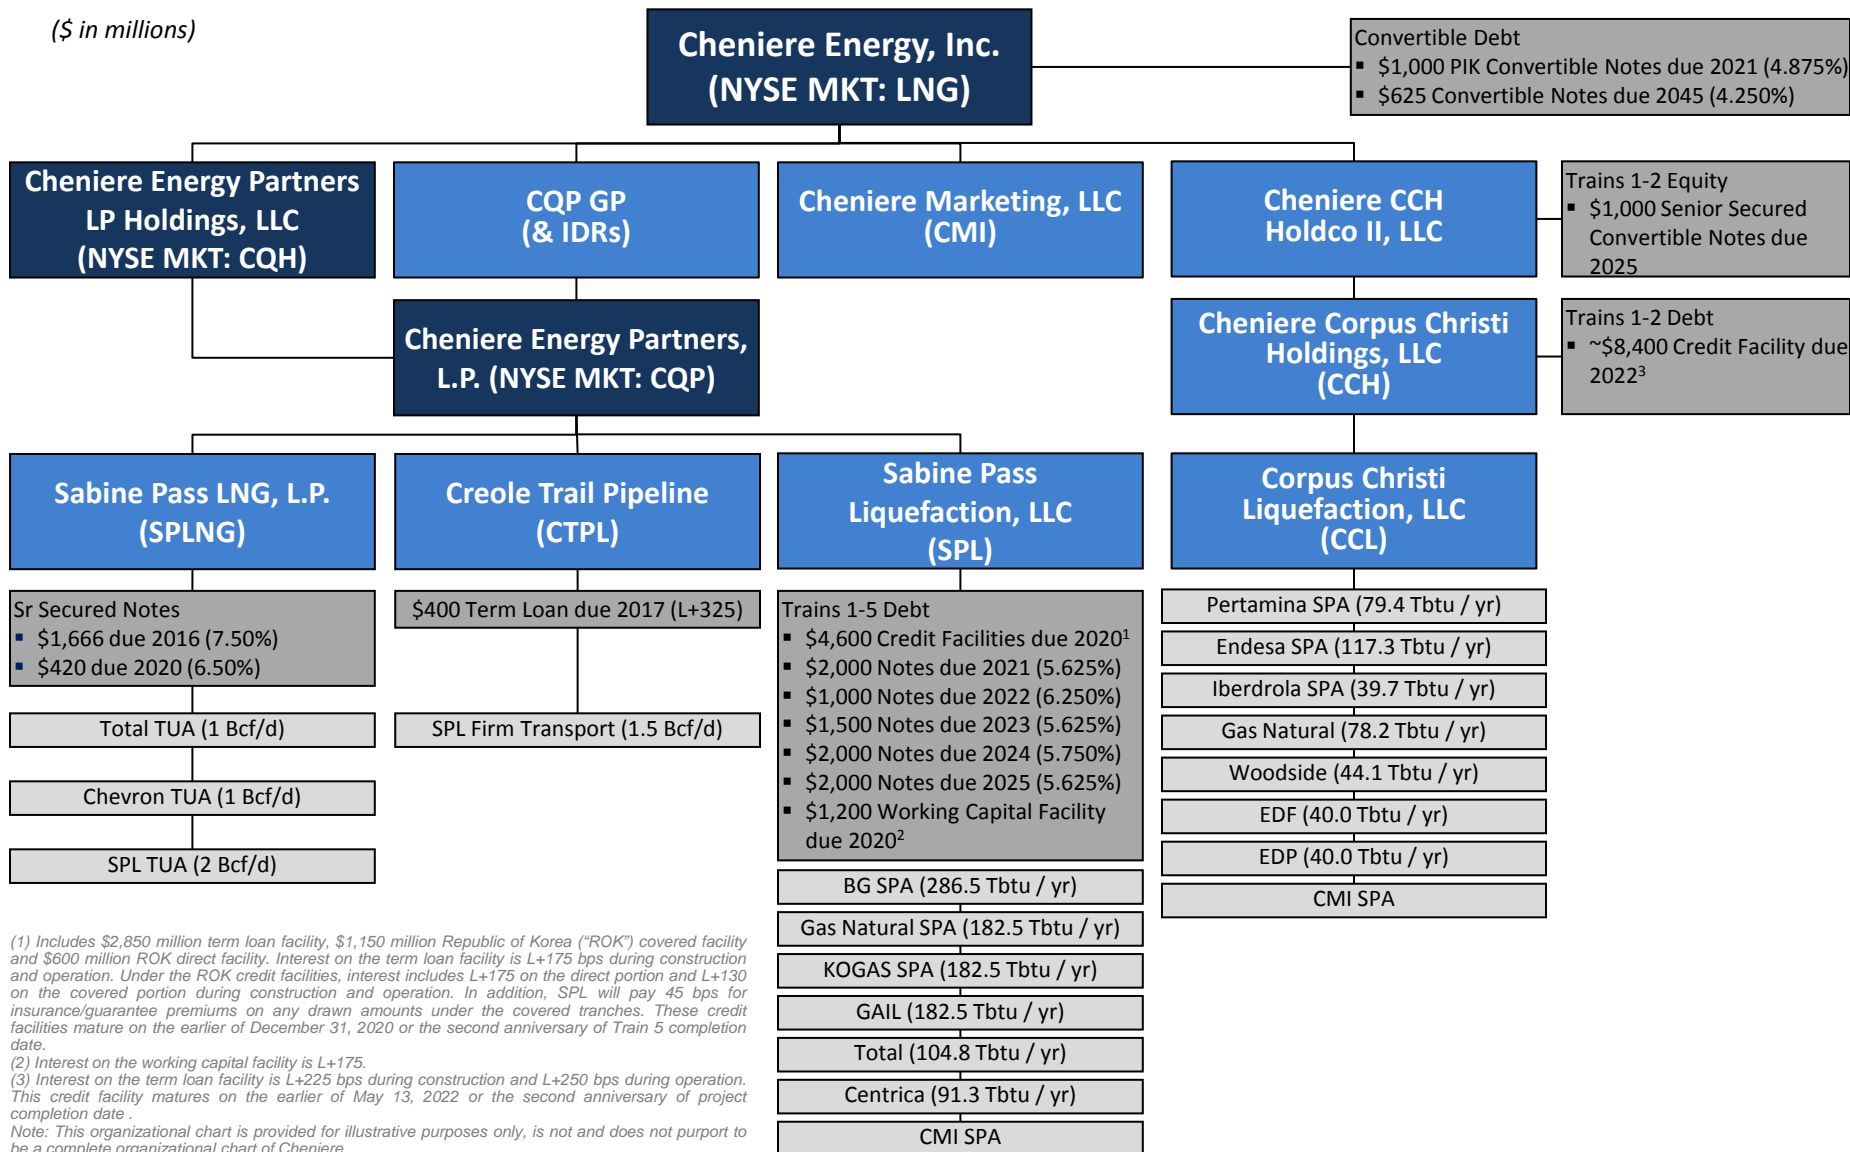 ($ in millions)
Cheniere Energy, Inc.
(NYSE MKT: LNG)
Convertible Debt
▪ $1,000 PIK Convertible Notes due 2021 (4.875%)
▪ $625 Convertible Notes due 2045 (4.250%)
Cheniere Energy Partners
LP Holdings, LLC
(NYSE MKT: CQH)
CQP GP
(& IDRs)
Cheniere Marketing, LLC
(CMI)
Cheniere CCH
Holdco II, LLC
Trains 1-2 Equity
▪ $1,000 Senior Secured
Convertible Notes due
2025
Cheniere Energy Partners,
L.P. (NYSE MKT: CQP)
Cheniere Corpus Christi
Holdings, LLC
(CCH)
Trains 1-2 Debt
▪ ~$8,400 Credit Facility due
2022³
Sabine Pass LNG, L.P.
(SPLNG)
Creole Trail Pipeline
(CTPL)
Sabine Pass
Liquefaction, LLC
(SPL)
Corpus Christi
Liquefaction, LLC
(CCL)
Sr Secured Notes
▪ $1,666 due 2016 (7.50%)
▪ $420 due 2020 (6.50%)
Total TUA (1 Bcf/d)
Chevron TUA (1 Bcf/d)
SPL TUA (2 Bcf/d)
$400 Term Loan due 2017 (L+325)
SPL Firm Transport (1.5 Bcf/d)
Trains 1-5 Debt
▪ $4,600 Credit Facilities due 2020¹
▪ $2,000 Notes due 2021 (5.625%)
▪ $1,000 Notes due 2022 (6.250%)
▪ $1,500 Notes due 2023 (5.625%)
▪ $2,000 Notes due 2024 (5.750%)
▪ $2,000 Notes due 2025 (5.625%)
▪ $1,200 Working Capital Facility
due 2020²
BG SPA (286.5 Tbtu / yr)
Gas Natural SPA (182.5 Tbtu / yr)
KOGAS SPA (182.5 Tbtu / yr)
GAIL (182.5 Tbtu / yr)
Total (104.8 Tbtu / yr)
Centrica (91.3 Tbtu / yr)
CMI SPA
Pertamina SPA (79.4 Tbtu / yr)
Endesa SPA (117.3 Tbtu / yr)
Iberdrola SPA (39.7 Tbtu / yr)
Gas Natural (78.2 Tbtu / yr)
Woodside (44.1 Tbtu / yr)
EDF (40.0 Tbtu / yr)
EDP (40.0 Tbtu / yr)
CMI SPA
(1) Includes $2,850 million term loan facility, $1,150 million Republic of Korea (“ROK”) covered facility
and $600 million ROK direct facility. Interest on the term loan facility is L+175 bps during construction
and operation. Under the ROK credit facilities, interest includes L+175 on the direct portion and L+130
on the covered portion during construction and operation. In addition, SPL will pay 45 bps for
insurance/guarantee premiums on any drawn amounts under the covered tranches. These credit
facilities mature on the earlier of December 31, 2020 or the second anniversary of Train 5 completion
date.
(2) Interest on the working capital facility is L+175.
(3) Interest on the term loan facility is L+225 bps during construction and L+250 bps during operation.
This credit facility matures on the earlier of May 13, 2022 or the second anniversary of project
completion date .
Note: This organizational chart is provided for illustrative purposes only, is not and does not purport to
be a complete organizational chart of Cheniere.